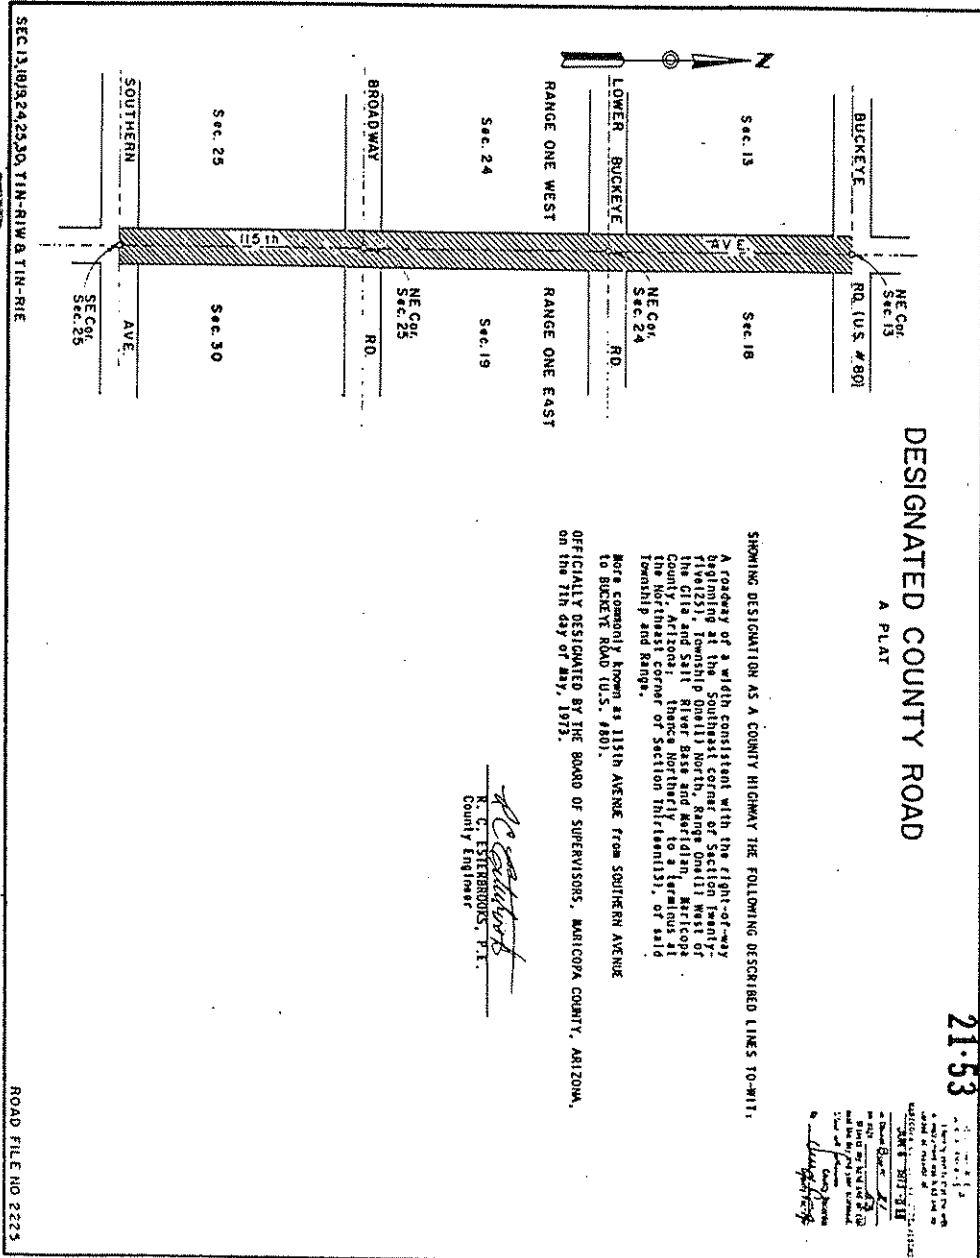 21-53
DESIGNATED COUNTY ROAD
A PLAT
SHOWING DESIGNATION AS A COUNTY HIGHWAY THE FOLLOWING DESCRIBED LINES TO-WIT:
A roadway of a width consistent with the right-of-way
beginning at the Southeast corner of Section Twenty-
five(25), Township One(1) North, Range One(1) West of
the Gila and Salt River Base and Meridian, Maricopa
County, Arizona; thence Northerly to a terminus at
the Northeast corner of Section Thirteen(13), of said
Township and Range.
More commonly known as 115th AVENUE from SOUTHERN AVENUE
to BUCKEYE ROAD (U.S. #80).
OFFICIALLY DESIGNATED BY THE BOARD OF SUPERVISORS, MARICOPA COUNTY, ARIZONA,
on the 7th day of May, 1973.
R. C. ESTERBROOKS, P.E.
County Engineer
N
BUCKEYE RD. (U.S. #80)
NE Cor.
Sec. 13
Sec. 13
Sec. 18
AVE.
LOWER BUCKEYE RD.
NE Cor.
Sec. 24
RANGE ONE WEST
RANGE ONE EAST
Sec. 24
Sec. 19
BROADWAY RD.
NE Cor.
Sec. 25
115th
Sec. 25
Sec. 30
SOUTHERN AVE.
SE Cor.
Sec. 25
SEC. 13,18,19,24,25,30, T1N-R1W & T1N-R1E
ROAD FILE NO 2225